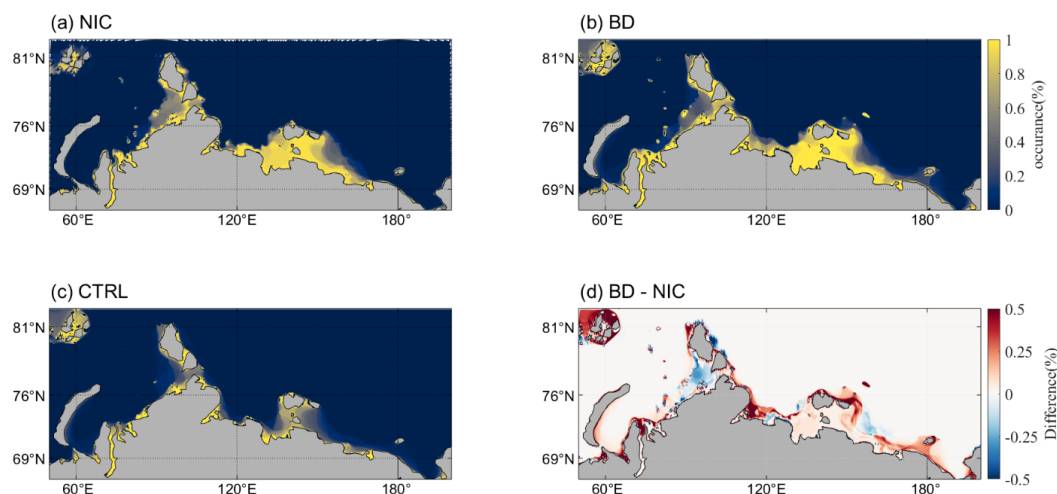 (a) NIC
(b) BD
81°N
76°N
69°N
60°E
120°E
180°
81°N
76°N
69°N
60°E
120°E
180°
1
0.8
0.6
0.4
0.2
0
occurance(%)
(c) CTRL
(d) BD - NIC
81°N
76°N
69°N
60°E
120°E
180°
81°N
76°N
69°N
60°E
120°E
180°
0.5
0.25
0
-0.25
-0.5
Difference(%)